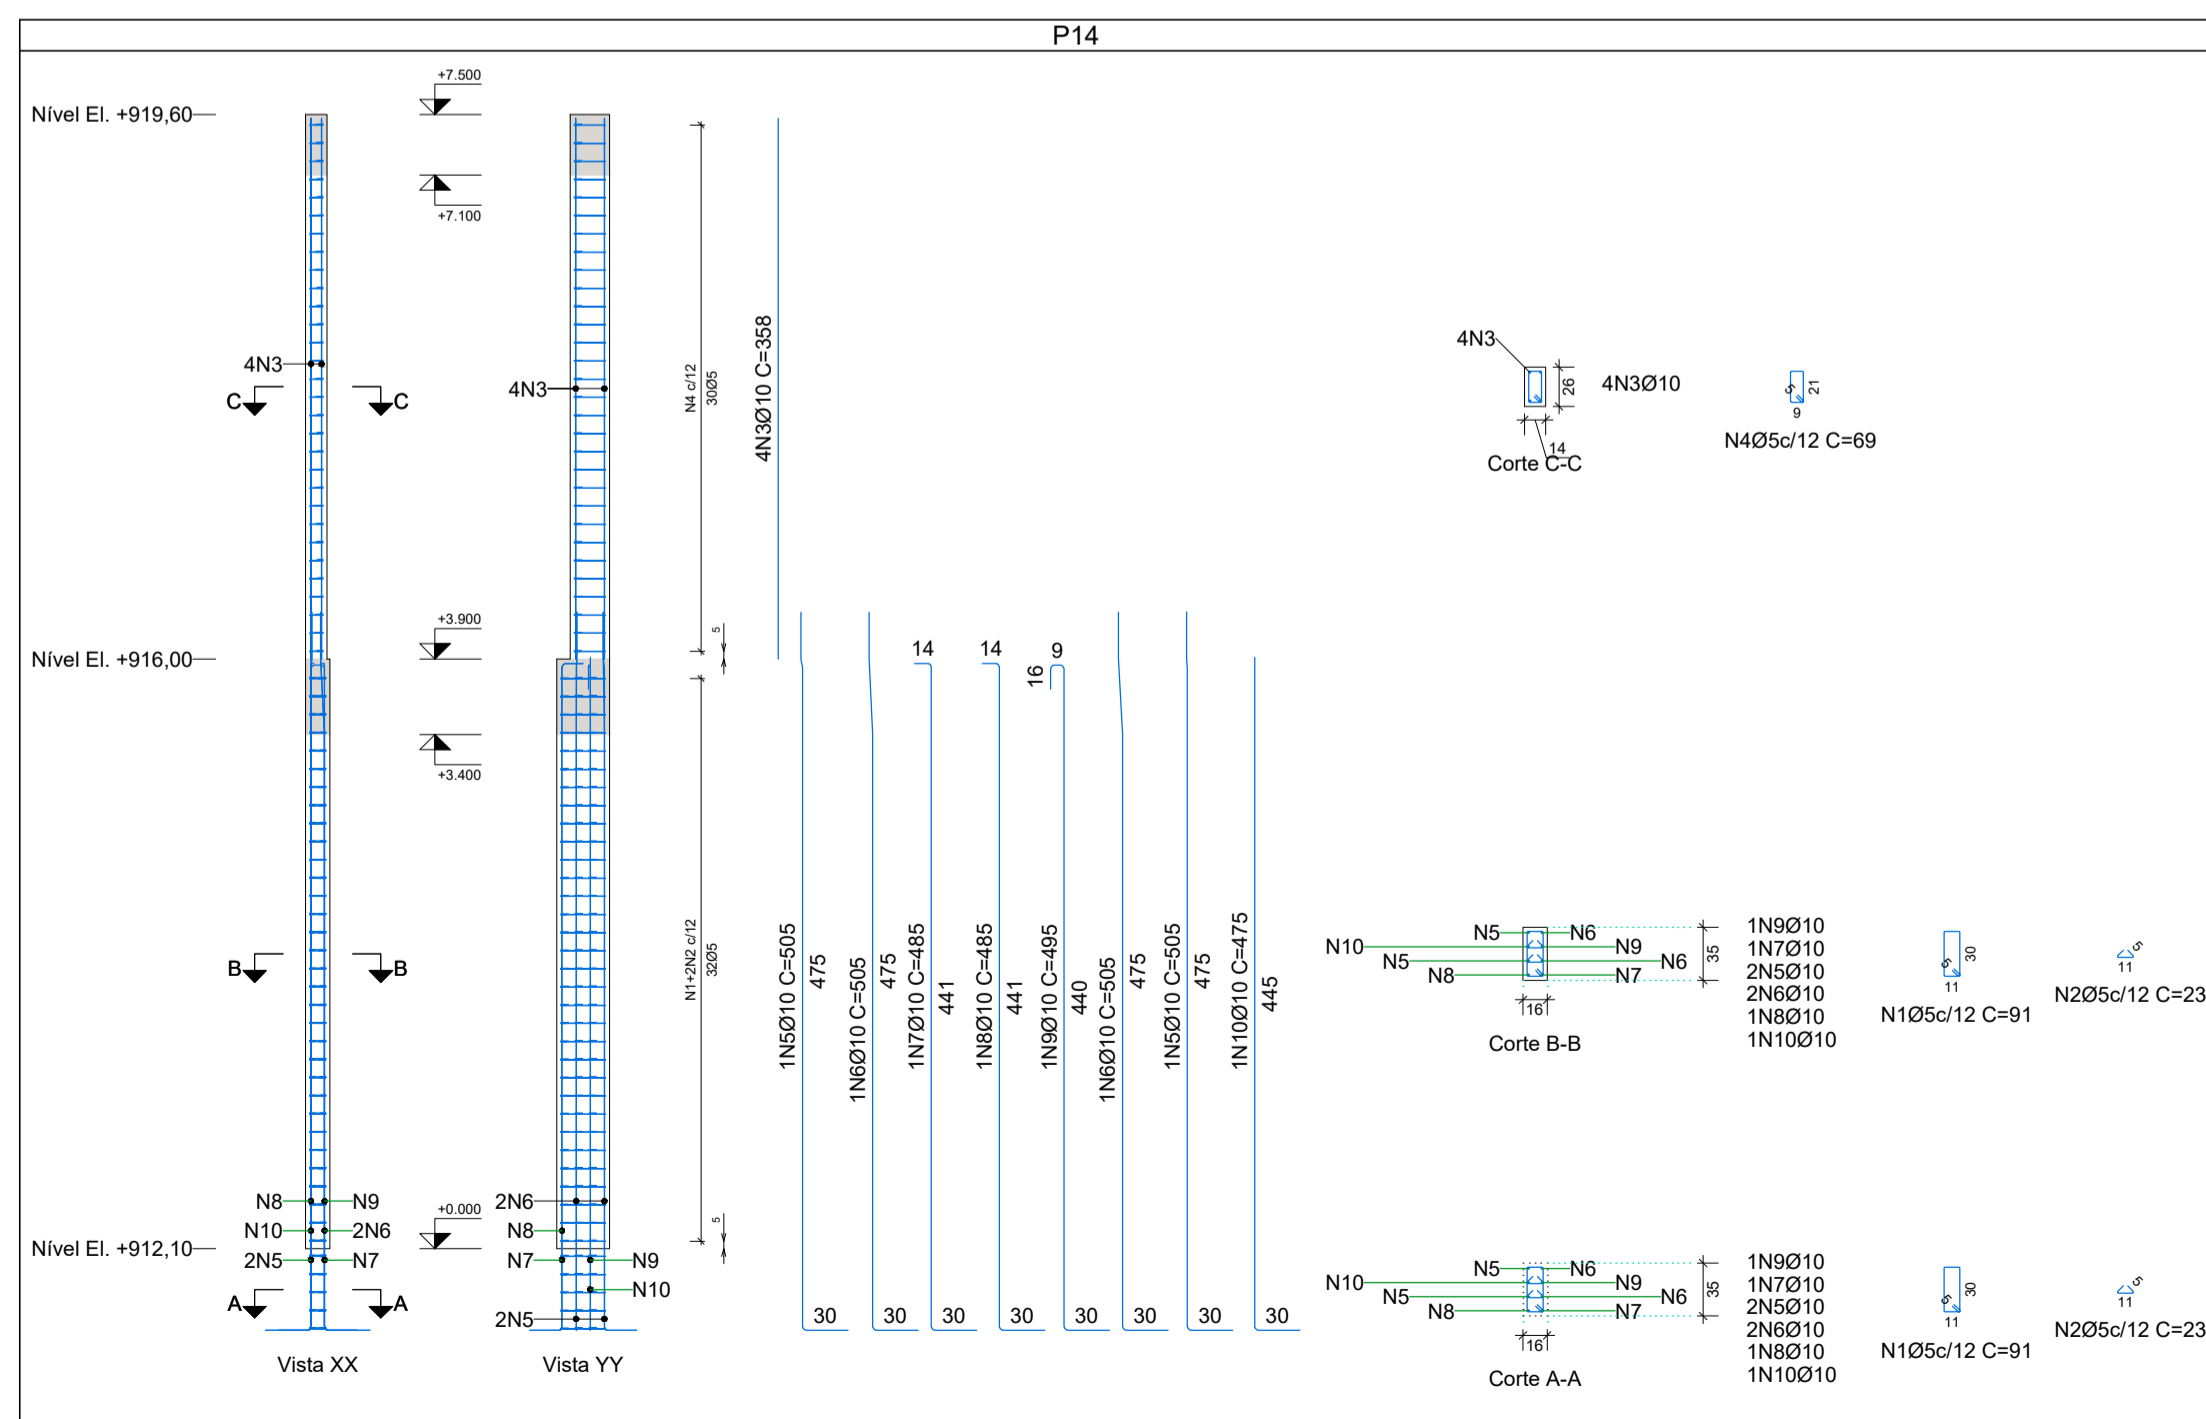 P14
+7.500
Nível El. +919,60
+7.100
4N3
C
C
4N3
N4 c/12
30Ø5
4N3Ø10 C=358
4N3
26
4N3Ø10
14
Corte C-C
5
21
9
N4Ø5c/12 C=69
+3.900
5
Nível El. +916,00
+3.400
14
14
9
16
B
B
N1+2N2 c/12
32Ø5
1N5Ø10 C=505
475
1N6Ø10 C=505
475
1N7Ø10 C=485
441
1N8Ø10 C=485
441
1N9Ø10 C=495
440
1N6Ø10 C=505
475
1N5Ø10 C=505
475
1N10Ø10 C=475
445
N5
N6
N10
N9
N5
N6
N8
N7
35
16
Corte B-B
1N9Ø10
1N7Ø10
2N5Ø10
2N6Ø10
1N8Ø10
1N10Ø10
5
30
11
N1Ø5c/12 C=91
5
11
N2Ø5c/12 C=23
N8
N9
N10
2N6
2N5
N7
+0.000
5
Nível El. +912,10
2N6
N8
N7
N9
N10
2N5
A
A
30
30
30
30
30
30
30
30
Vista XX
Vista YY
N5
N6
N10
N9
N5
N6
N8
N7
35
16
Corte A-A
1N9Ø10
1N7Ø10
2N5Ø10
2N6Ø10
1N8Ø10
1N10Ø10
5
30
11
N1Ø5c/12 C=91
5
11
N2Ø5c/12 C=23